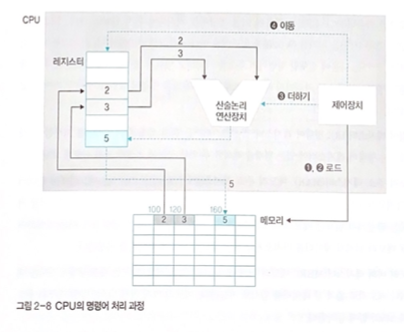 CPU
❹ 이동
2
3
레지스터
2
3
5
산술논리
연산장치
❸ 더하기
제어장치
❶, ❷ 로드
5
100 120 160
2 3 5
메모리
그림 2-8 CPU의 명령어 처리 과정